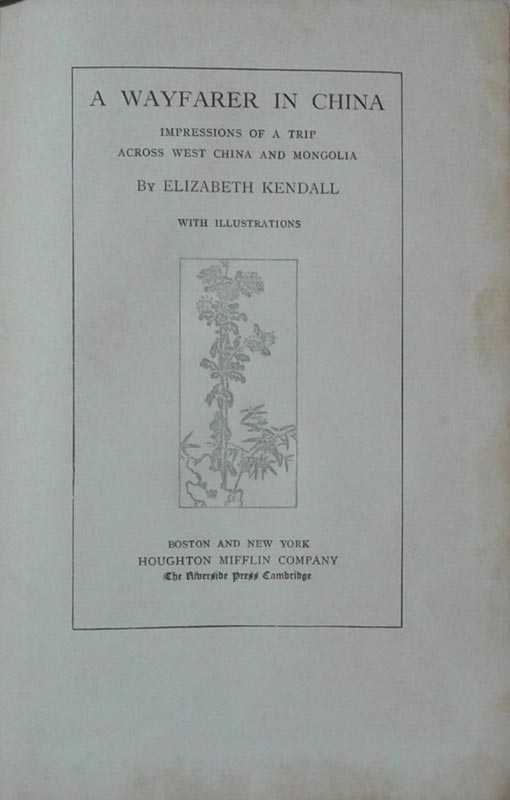 A WAYFARER IN CHINA
IMPRESSIONS OF A TRIP
ACROSS WEST CHINA AND MONGOLIA
BY ELIZABETH KENDALL
WITH ILLUSTRATIONS
BOSTON AND NEW YORK
HOUGHTON MIFFLIN COMPANY
The Riverside Press Cambridge